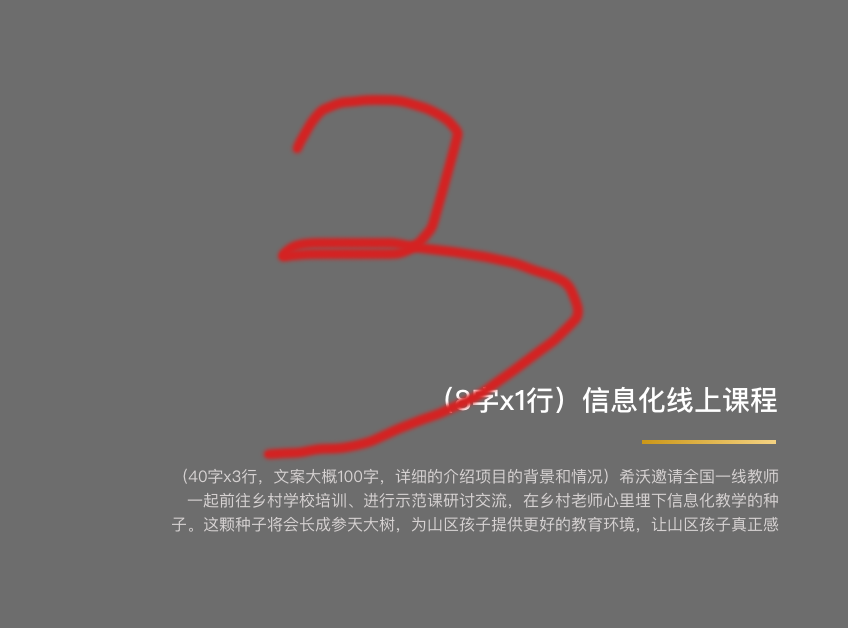 3
（8字x1行）信息化线上课程
（40字x3行，文案大概100字，详细的介绍项目的背景和情况）希沃邀请全国一线教师
一起前往乡村学校培训、进行示范课研讨交流，在乡村老师心里埋下信息化教学的种
子。这颗种子将会长成参天大树，为山区孩子提供更好的教育环境，让山区孩子真正感